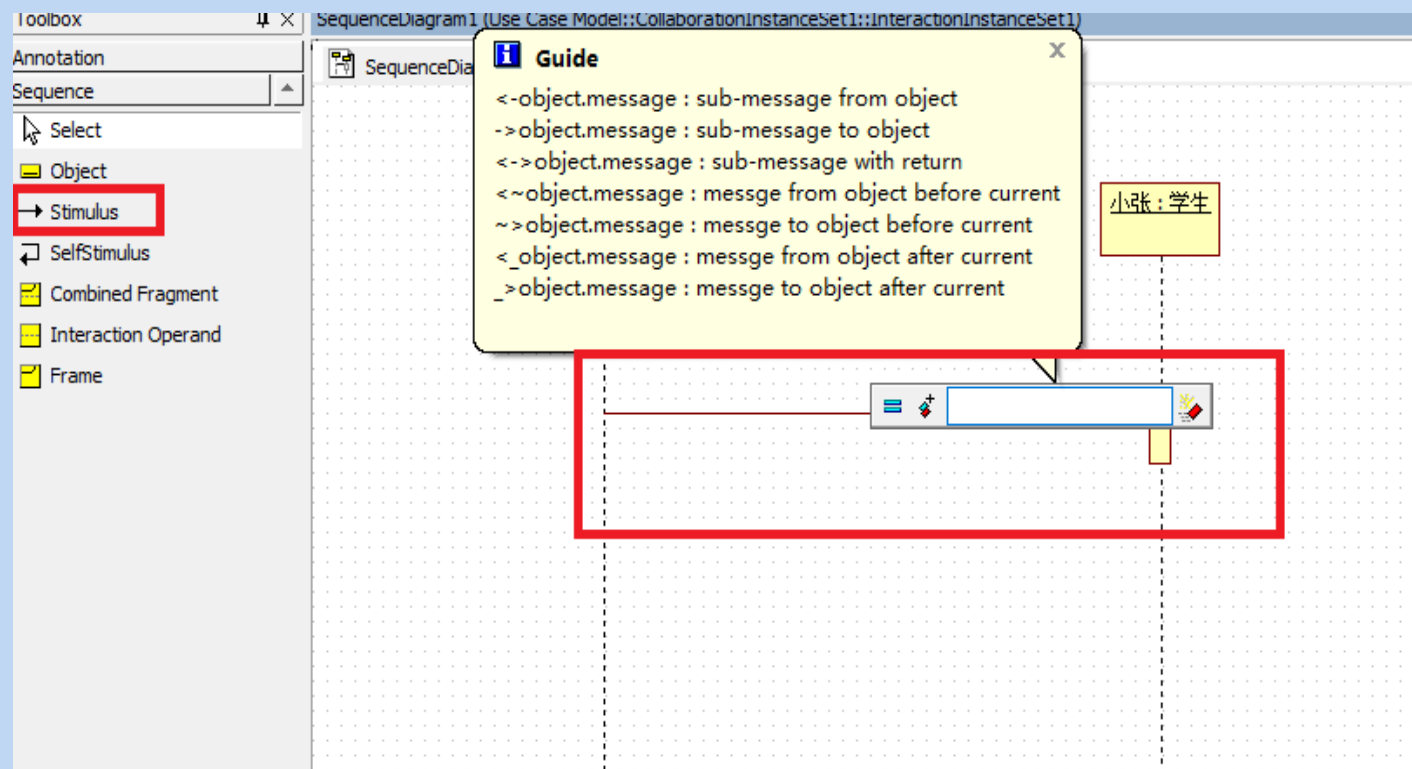 Toolbox
SequenceDiagram1 (Use Case Model::CollaborationInstanceSet1::InteractionInstanceSet1)
Annotation
Sequence
Select
Object
Stimulus
SelfStimulus
Combined Fragment
Interaction Operand
Frame
SequenceDia
Guide
X
<-object.message : sub-message from object
->object.message : sub-message to object
<->object.message : sub-message with return
<~object.message : messge from object before current
~>object.message : messge to object before current
<_object.message : messge from object after current
_>object.message : messge to object after current
小张 : 学生